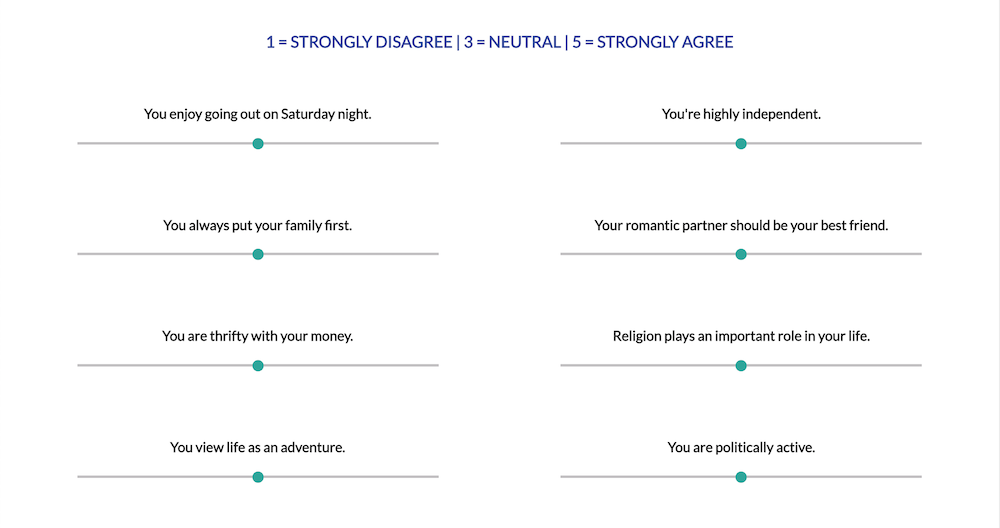 1 = STRONGLY DISAGREE | 3 = NEUTRAL | 5 = STRONGLY AGREE
You enjoy going out on Saturday night.
You're highly independent.
You always put your family first.
Your romantic partner should be your best friend.
You are thrifty with your money.
Religion plays an important role in your life.
You view life as an adventure.
You are politically active.